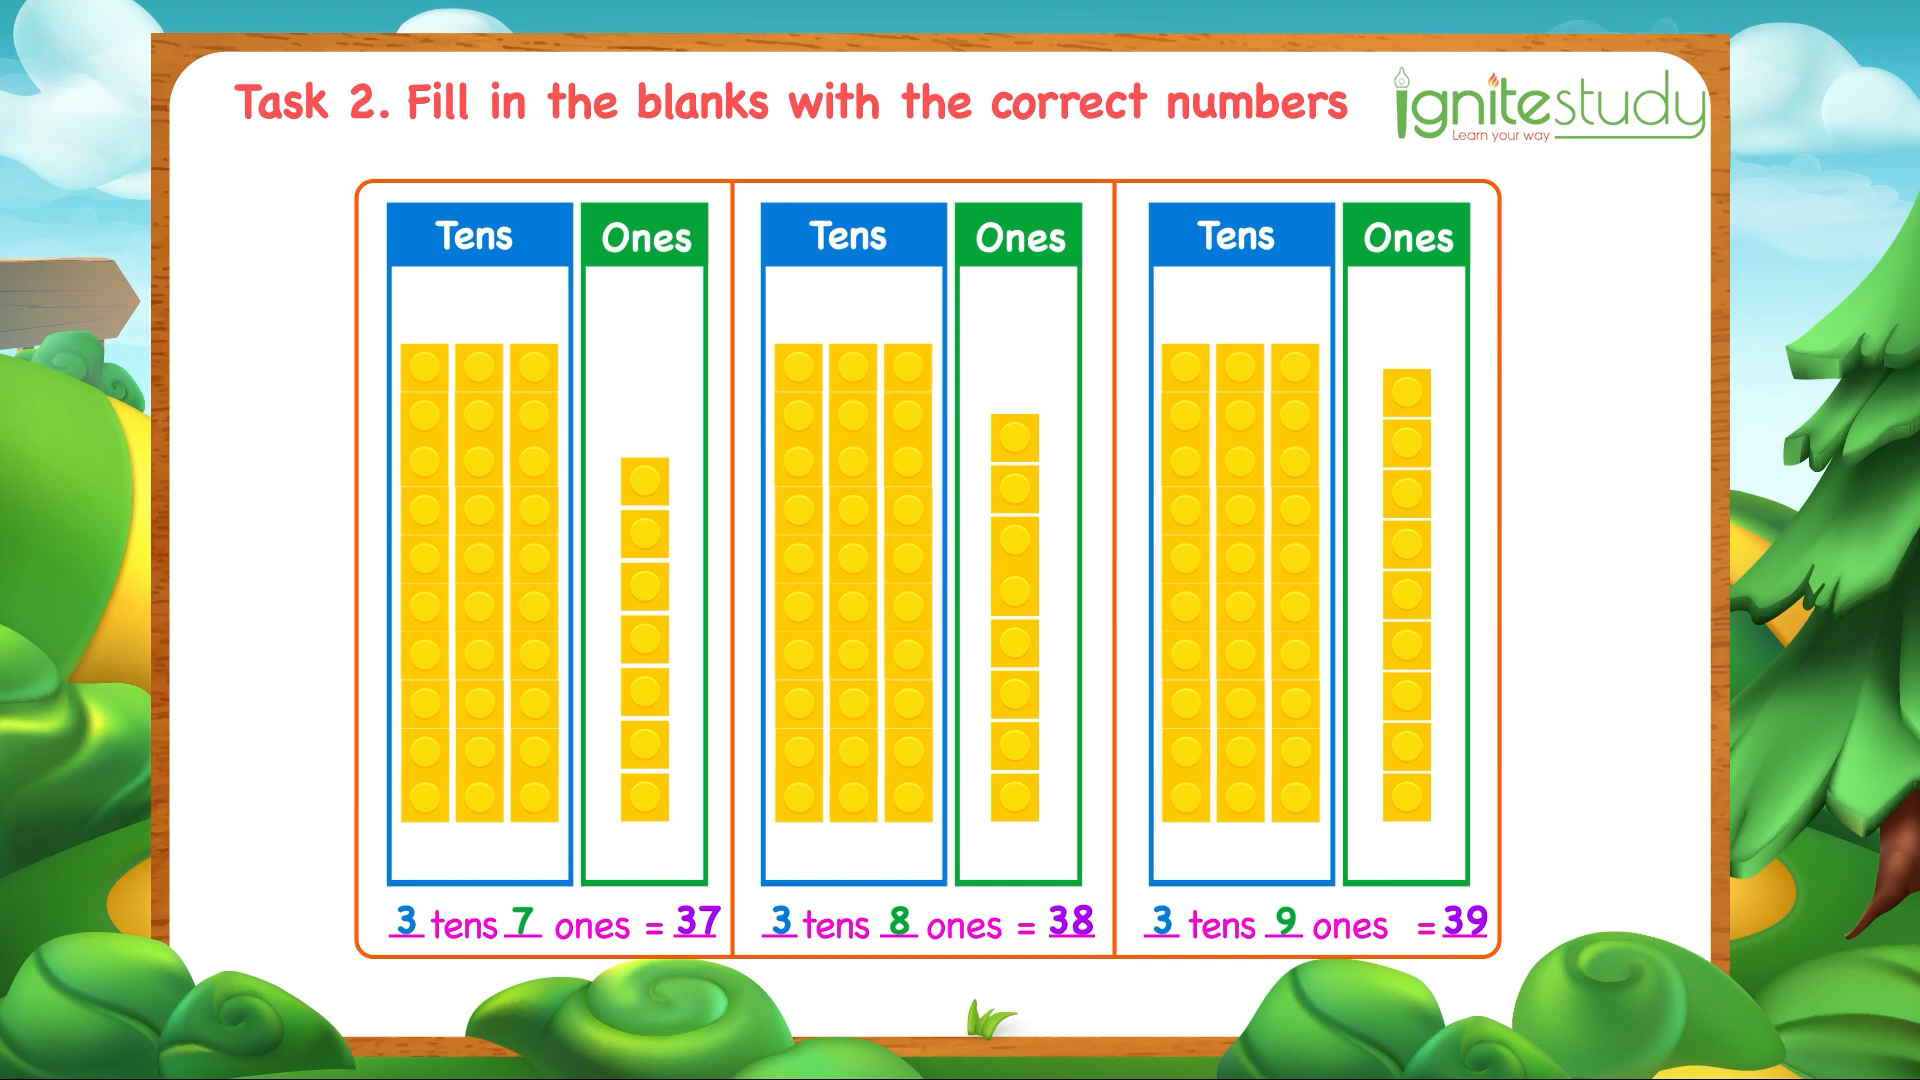 Task 2. Fill in the blanks with the correct numbers
ignitestudy
Learn your way
Tens Ones
Tens Ones
Tens Ones
3 tens 7 ones = 37
3 tens 8 ones = 38
3 tens 9 ones = 39